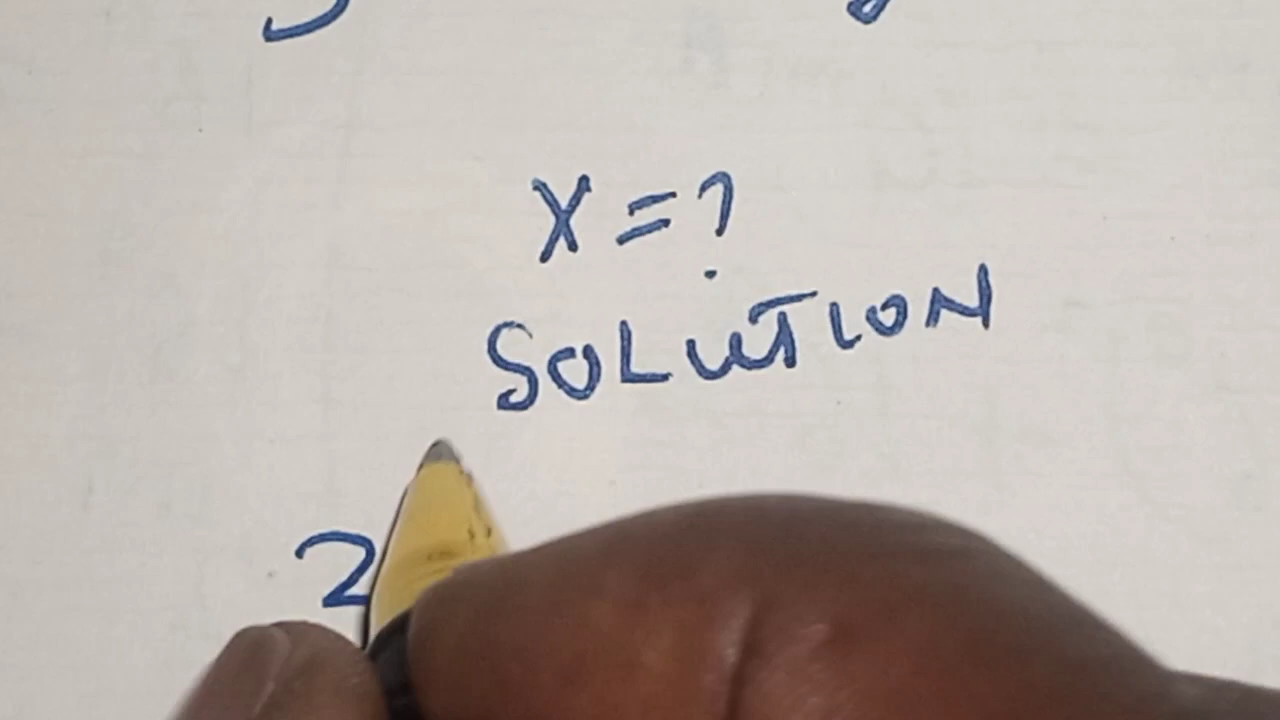 X = ?
SOLUTION
2